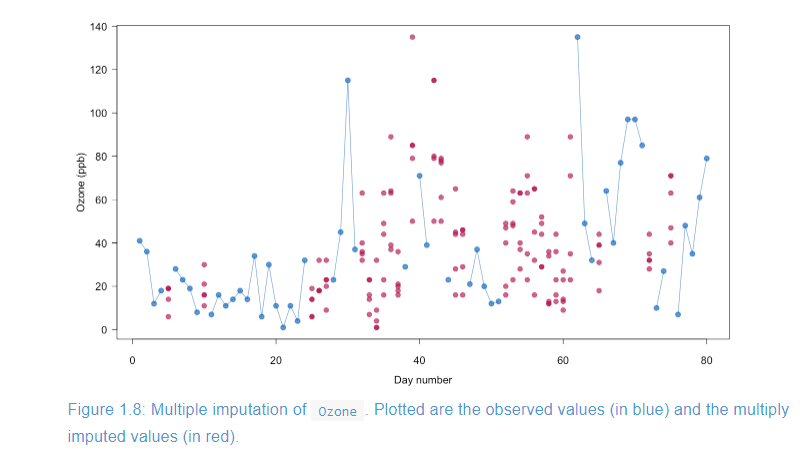 140
120
100
80
60
40
20
0
Ozone (ppb)
0 20 40 60 80
Day number
Figure 1.8: Multiple imputation of Ozone . Plotted are the observed values (in blue) and the multiply
imputed values (in red).